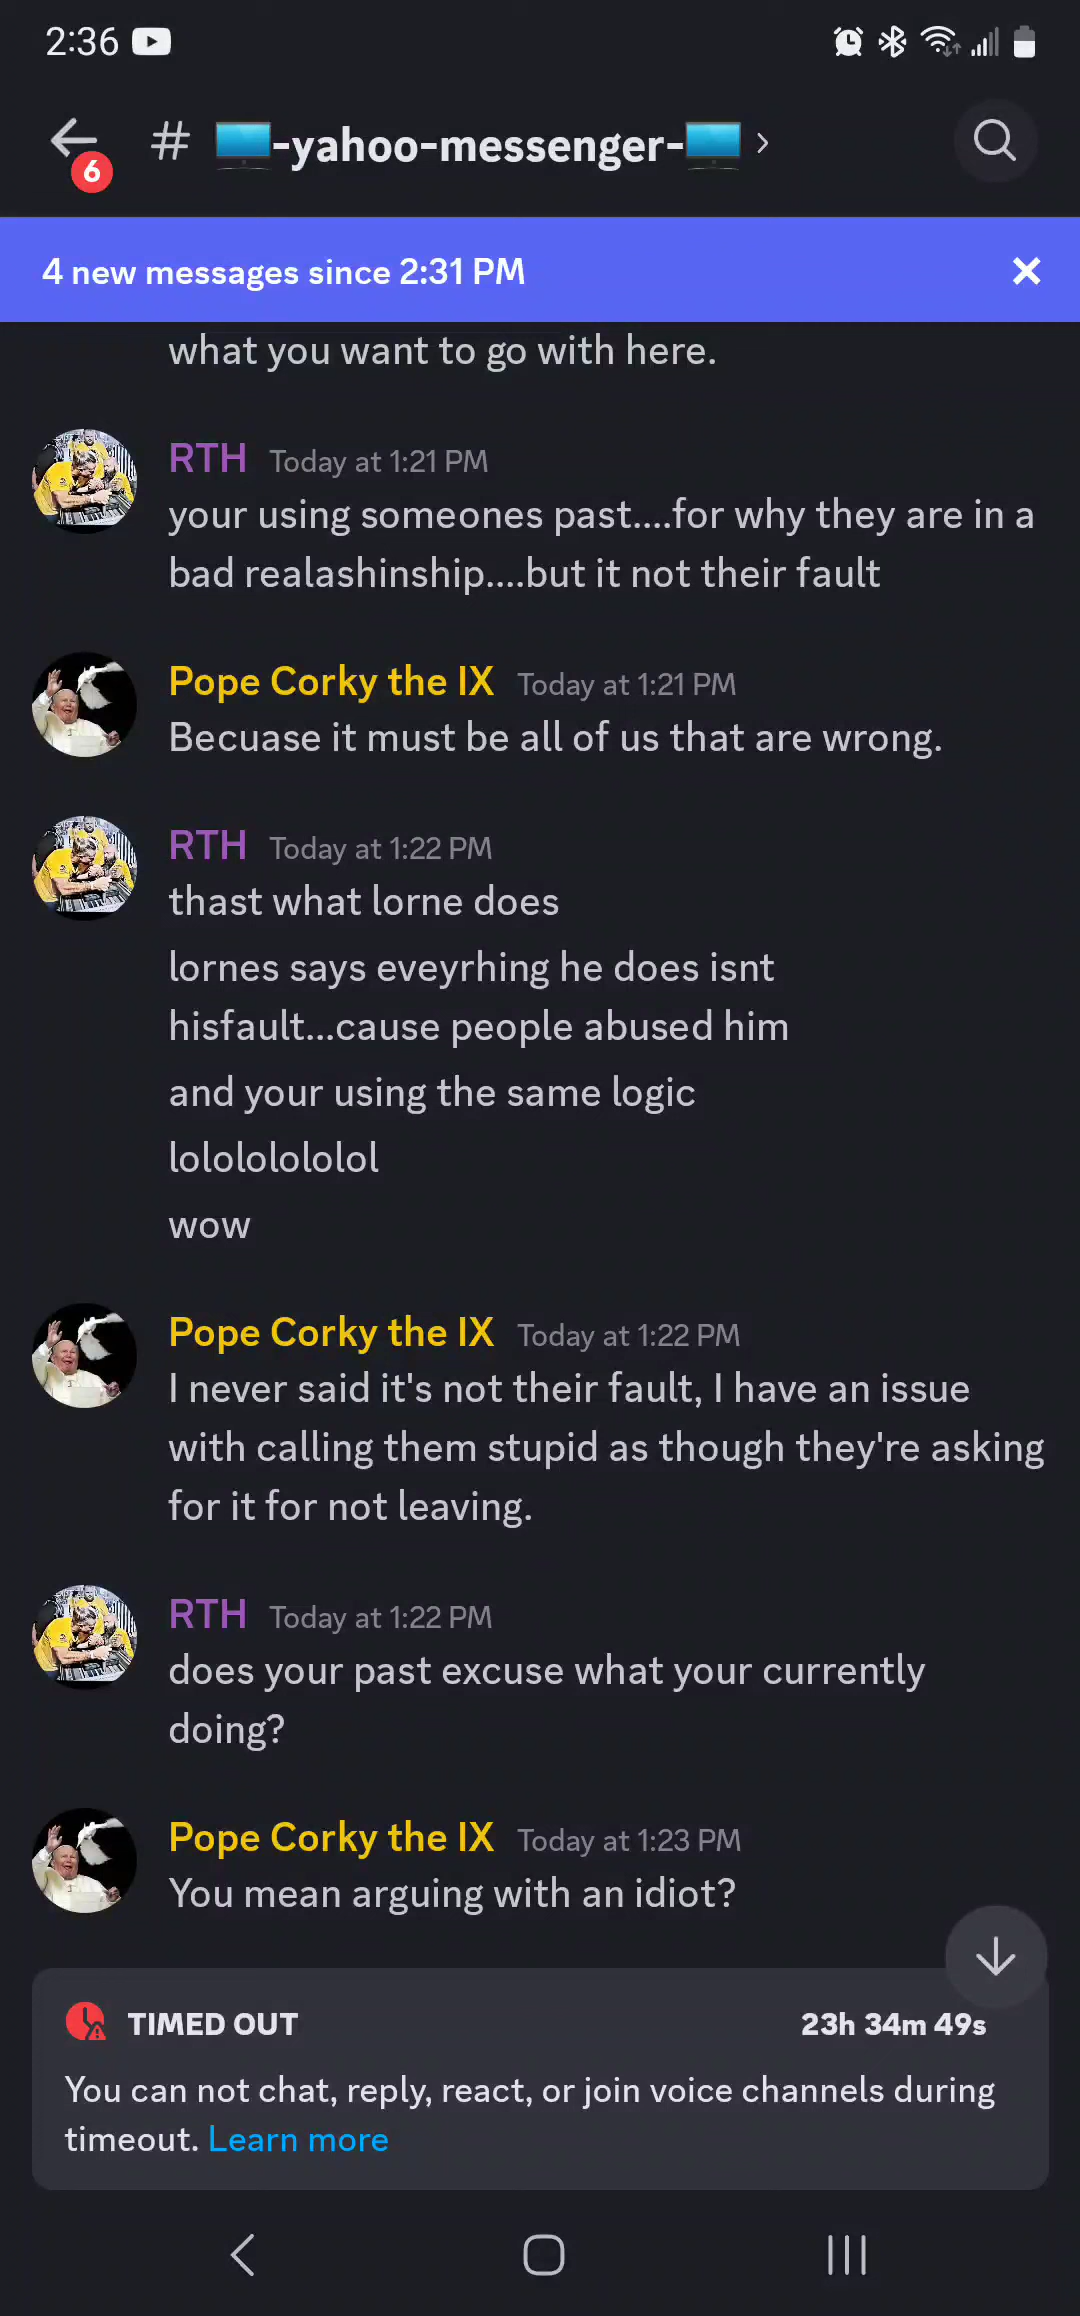 2:36
# 🖥️-yahoo-messenger-🖥️ >
6
4 new messages since 2:31 PM
what you want to go with here.
RTH Today at 1:21 PM
your using someones past....for why they are in a
bad realashinship....but it not their fault
Pope Corky the IX Today at 1:21 PM
Becuase it must be all of us that are wrong.
RTH Today at 1:22 PM
thast what lorne does
lornes says eveyrhing he does isnt
hisfault...cause people abused him
and your using the same logic
lolololololol
wow
Pope Corky the IX Today at 1:22 PM
I never said it's not their fault, I have an issue
with calling them stupid as though they're asking
for it for not leaving.
RTH Today at 1:22 PM
does your past excuse what your currently
doing?
Pope Corky the IX Today at 1:23 PM
You mean arguing with an idiot?
TIMED OUT 23h 34m 49s
You can not chat, reply, react, or join voice channels during
timeout. Learn more